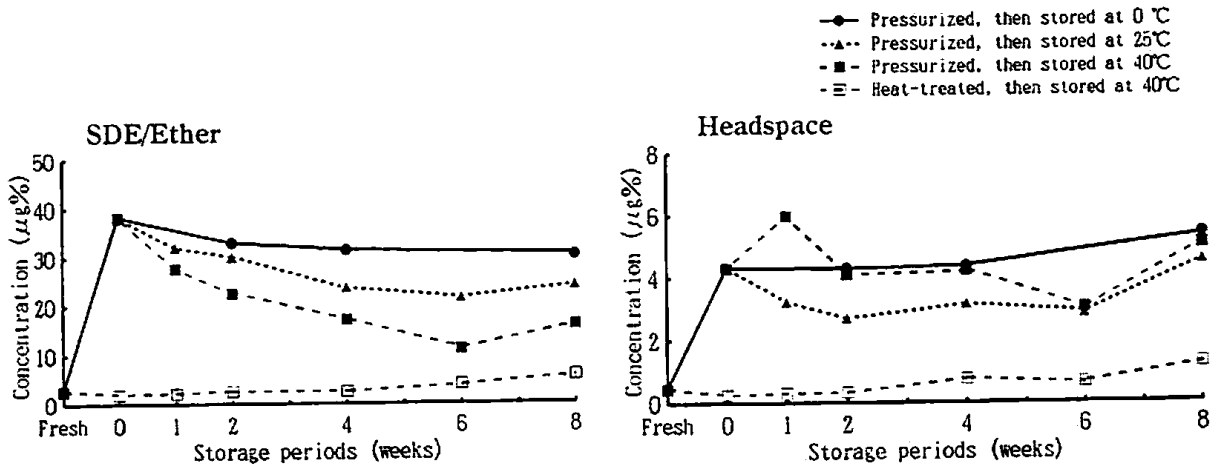 Pressurized, then stored at 0 ℃
Pressurized, then stored at 25℃
Pressurized, then stored at 40℃
Heat-treated, then stored at 40℃
SDE/Ether
50
40
30
20
10
0
Concentration (μg%)
Fresh 0 1 2 4 6 8
Storage periods (weeks)
Headspace
8
6
4
2
0
Concentration (μg%)
Fresh 0 1 2 4 6 8
Storage periods (weeks)